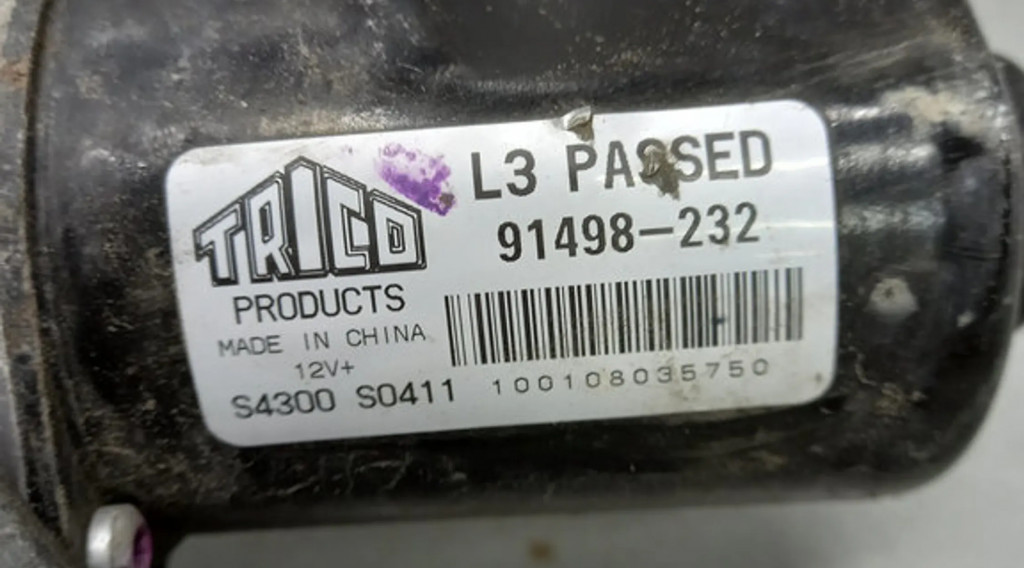 TRICO
PRODUCTS
MADE IN CHINA
12V+
S4300 S0411
L3 PASSED
91498-232
100108035750